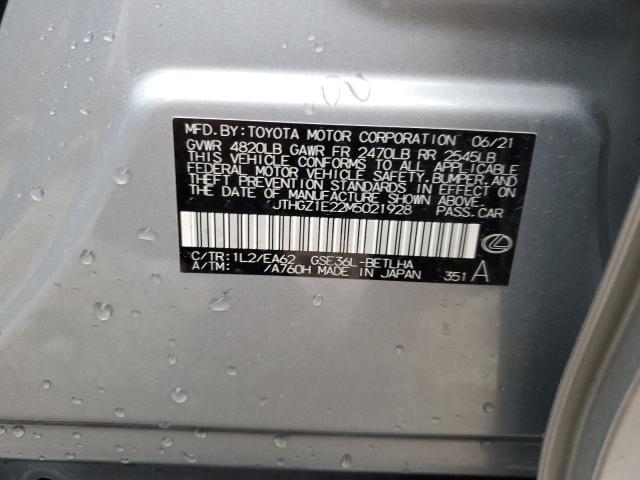 MFD. BY: TOYOTA MOTOR CORPORATION 06/21
GVWR 4820LB GAWR FR 2470LB RR 2545LB
THIS VEHICLE CONFORMS TO ALL APPLICABLE
FEDERAL MOTOR VEHICLE SAFETY, BUMPER, AND
THEFT PREVENTION STANDARDS IN EFFECT ON
THE DATE OF MANUFACTURE SHOWN ABOVE.
JTHGZ1E22M5021928 PASS. CAR
C/TR: 1L2/EA62 GSE36L-BETLHA
A/TM: /A760H MADE IN JAPAN 351 A